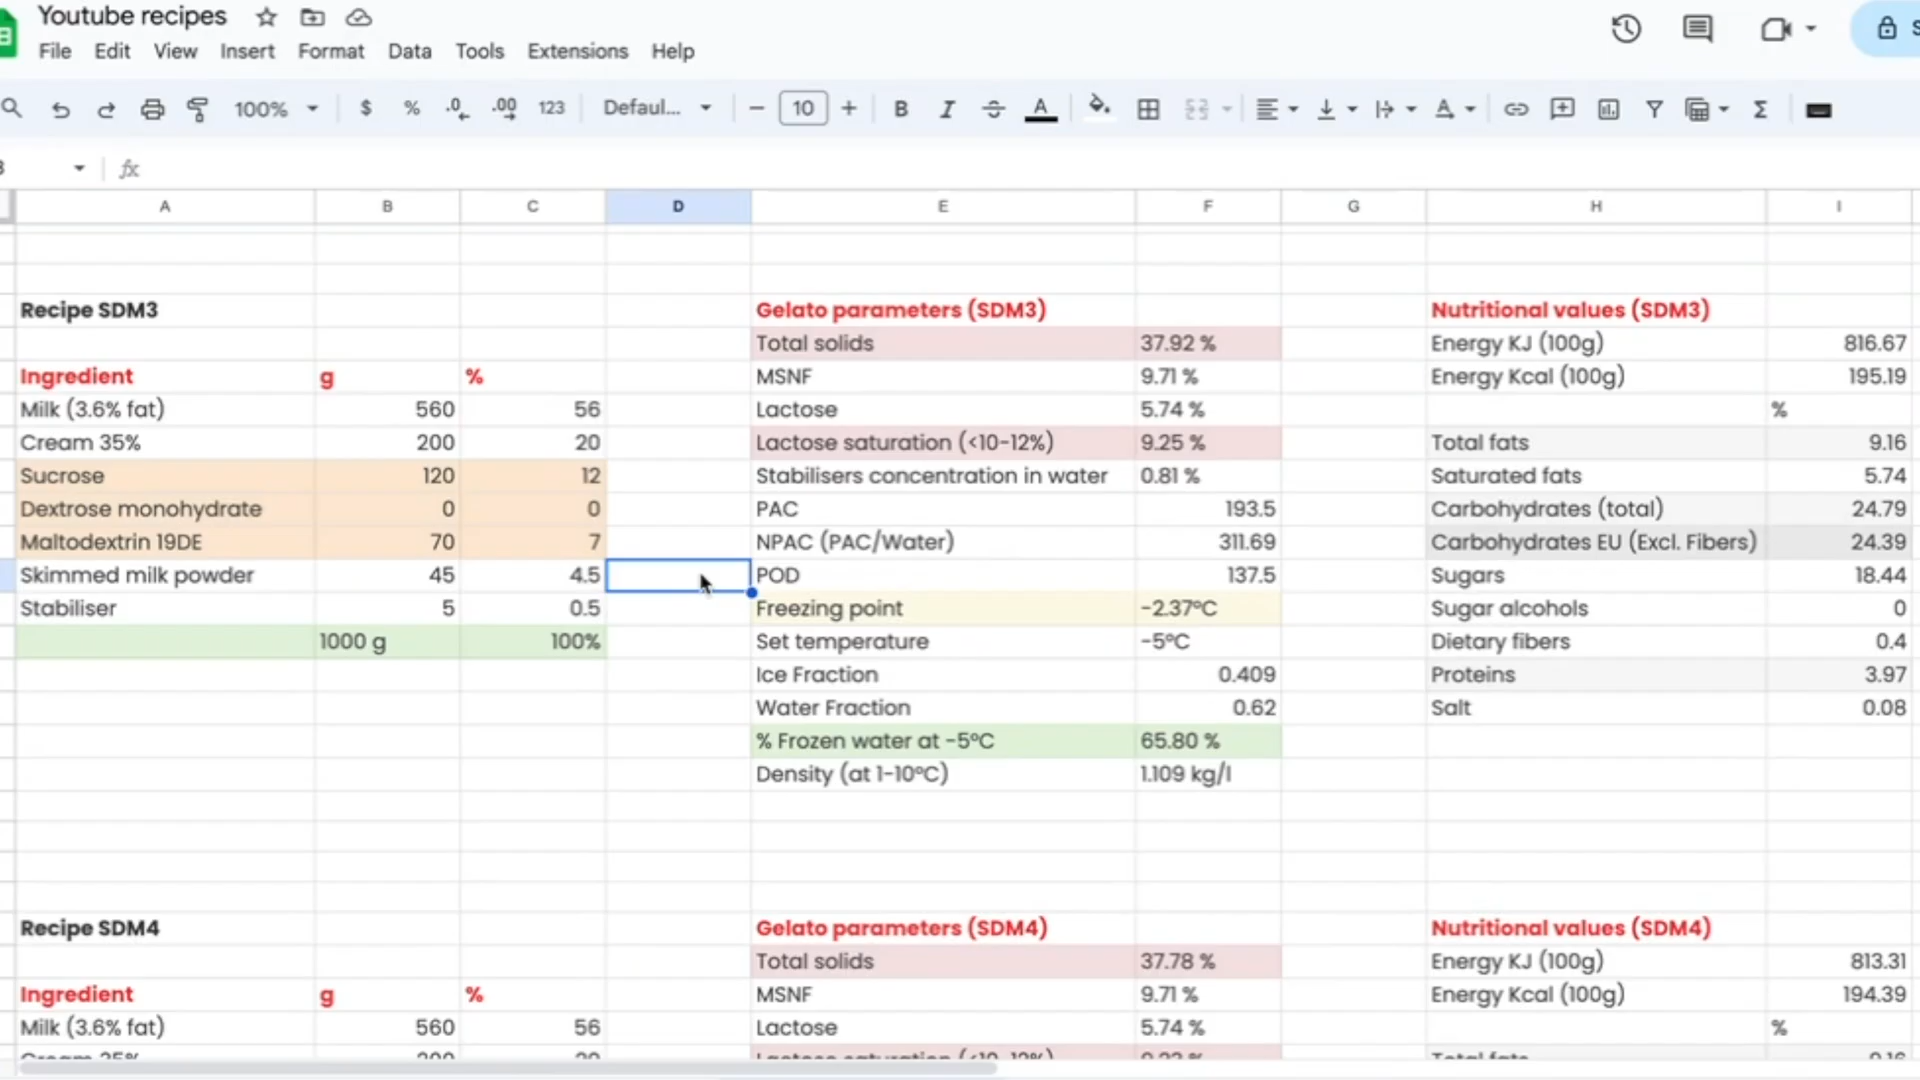 Youtube recipes
File Edit View Insert Format Data Tools Extensions Help
100% $ % .0 .00 123 Defaul... 10 B I S A Σ
fx
A B C D E F G H I
Recipe SDM3 Gelato parameters (SDM3) Nutritional values (SDM3)
Total solids 37.92 % Energy KJ (100g) 816.67
Ingredient g % MSNF 9.71 % Energy Kcal (100g) 195.19
Milk (3.6% fat) 560 56 Lactose 5.74 % %
Cream 35% 200 20 Lactose saturation (<10-12%) 9.25 % Total fats 9.16
Sucrose 120 12 Stabilisers concentration in water 0.81 % Saturated fats 5.74
Dextrose monohydrate 0 0 PAC 193.5 Carbohydrates (total) 24.79
Maltodextrin 19DE 70 7 NPAC (PAC/Water) 311.69 Carbohydrates EU (Excl. Fibers) 24.39
Skimmed milk powder 45 4.5 POD 137.5 Sugars 18.44
Stabiliser 5 0.5 Freezing point -2.37°C Sugar alcohols 0
1000 g 100% Set temperature -5°C Dietary fibers 0.4
Ice Fraction 0.409 Proteins 3.97
Water Fraction 0.62 Salt 0.08
% Frozen water at -5°C 65.80 %
Density (at 1-10°C) 1.109 kg/l
Recipe SDM4 Gelato parameters (SDM4) Nutritional values (SDM4)
Total solids 37.78 % Energy KJ (100g) 813.31
Ingredient g % MSNF 9.71 % Energy Kcal (100g) 194.39
Milk (3.6% fat) 560 56 Lactose 5.74 % %
Cream 35% 200 20 Lactose saturation (<10-12%) Total fats 9.16